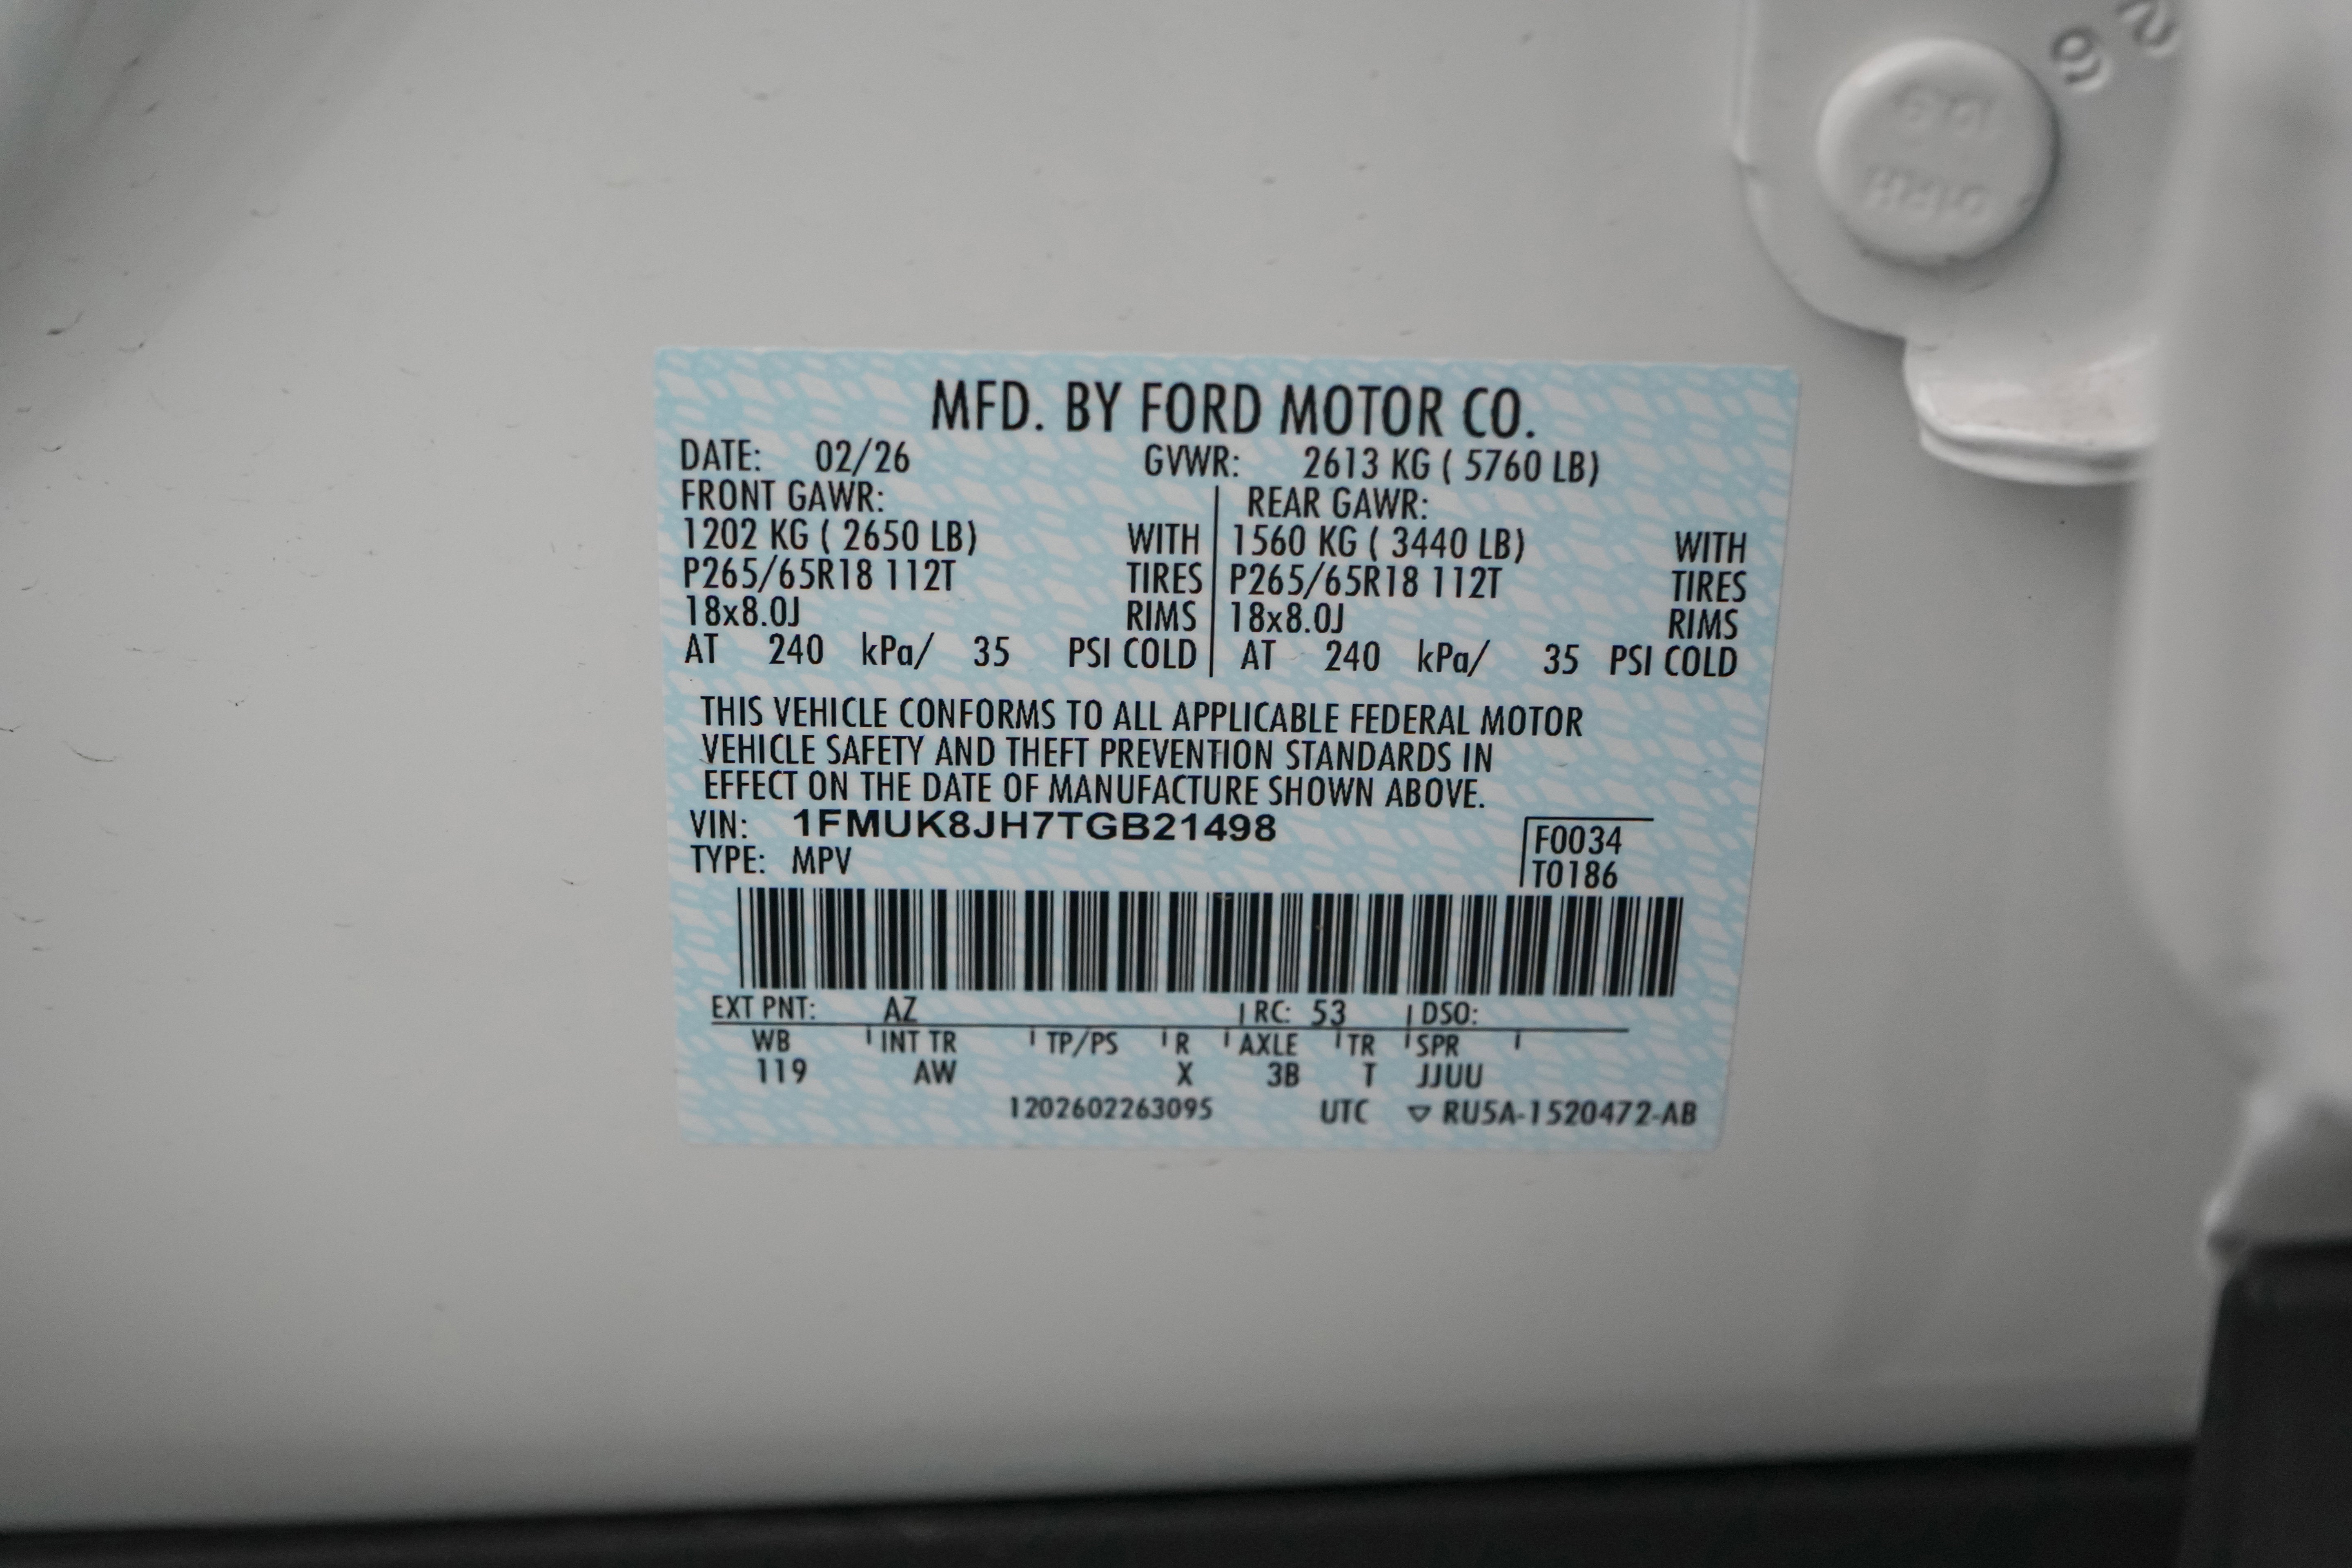 2
6
10.9
MFD. BY FORD MOTOR CO.
DATE: 02/26 GVWR: 2613 KG ( 5760 LB)
FRONT GAWR: REAR GAWR:
1202 KG ( 2650 LB) WITH 1560 KG ( 3440 LB) WITH
P265/65R18 112T TIRES P265/65R18 112T TIRES
18x8.0J RIMS 18x8.0J RIMS
AT 240 kPa/ 35 PSI COLD AT 240 kPa/ 35 PSI COLD
THIS VEHICLE CONFORMS TO ALL APPLICABLE FEDERAL MOTOR
VEHICLE SAFETY AND THEFT PREVENTION STANDARDS IN
EFFECT ON THE DATE OF MANUFACTURE SHOWN ABOVE.
VIN: 1FMUK8JH7TGB21498
F0034
TYPE: MPV
T0186
EXT PNT: AZ RC: 53 DSO:
WB INT TR TP/PS R AXLE TR SPR
119 AW X 3B T JJUU
1202602263095 UTC ▽ RU5A-1520472-AB